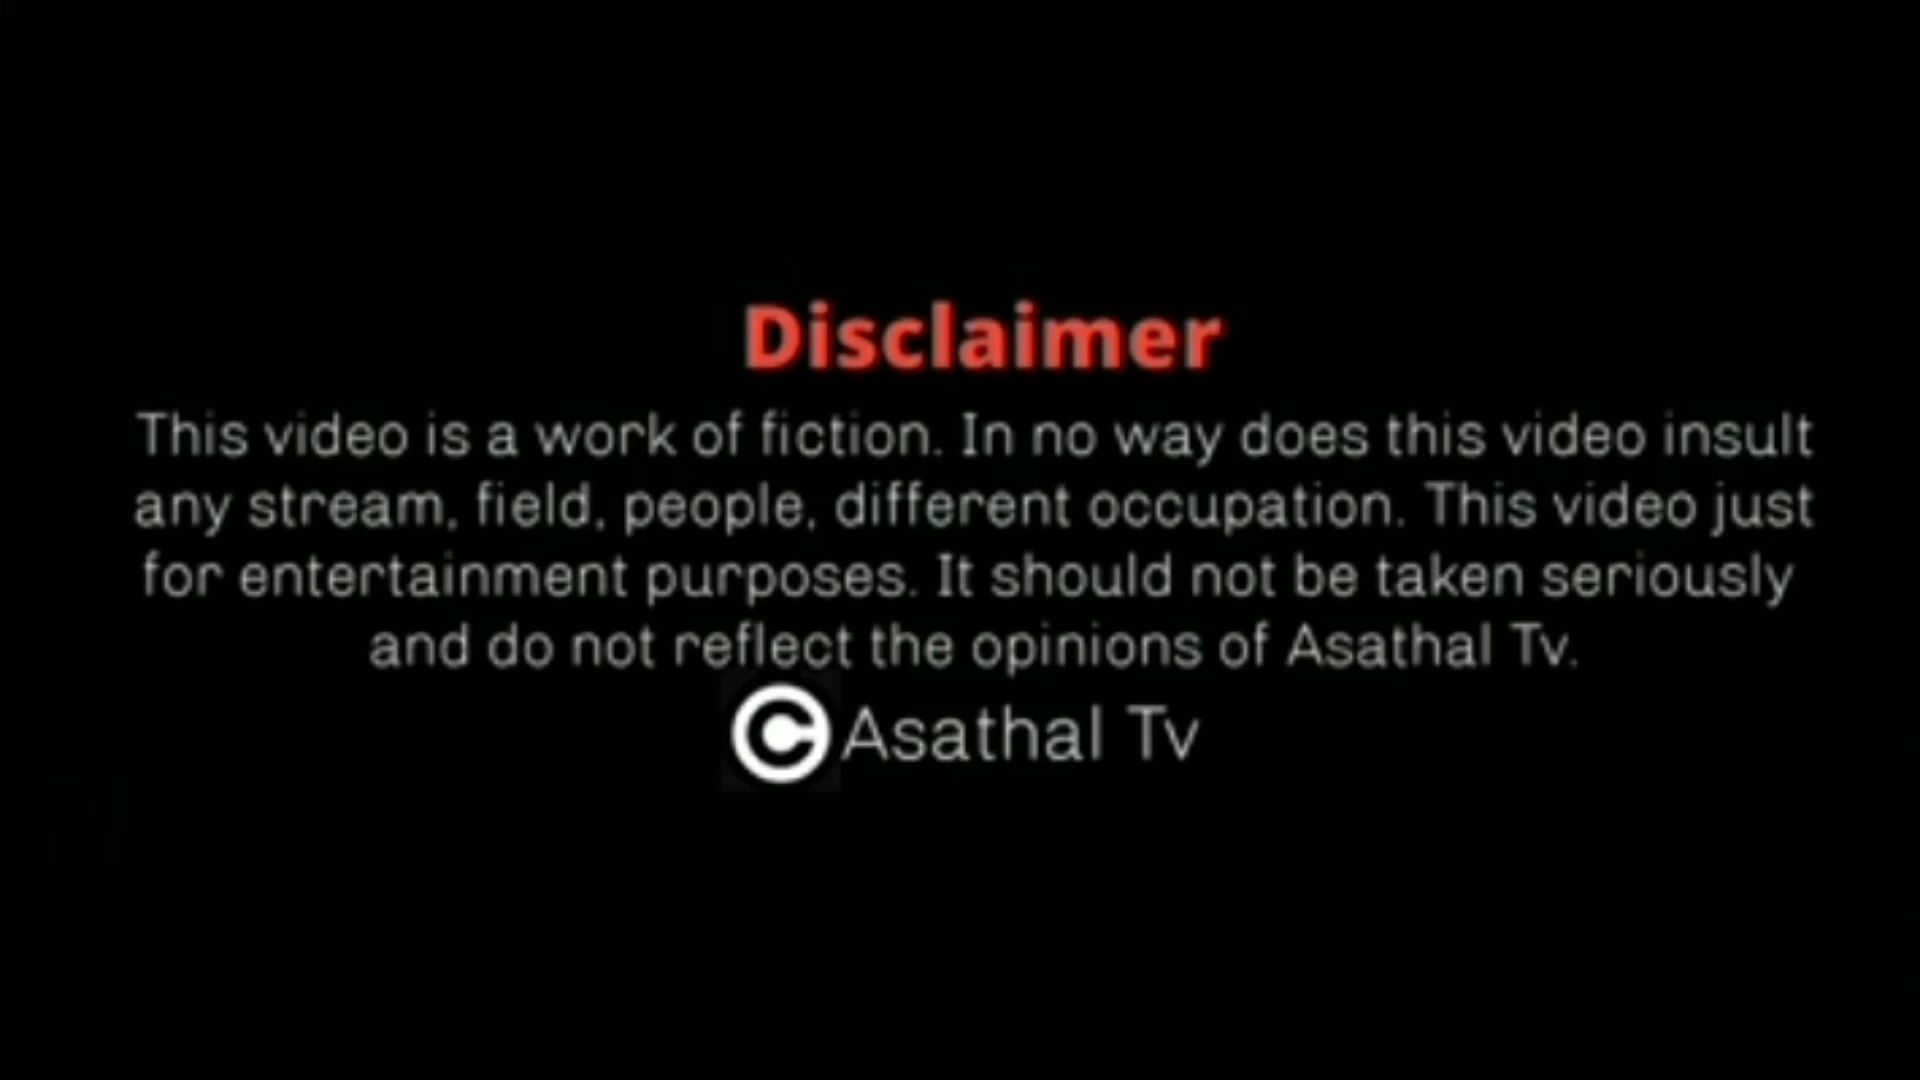 Disclaimer
This video is a work of fiction. In no way does this video insult
any stream, field, people, different occupation. This video just
for entertainment purposes. It should not be taken seriously
and do not reflect the opinions of Asathal Tv.
© Asathal Tv